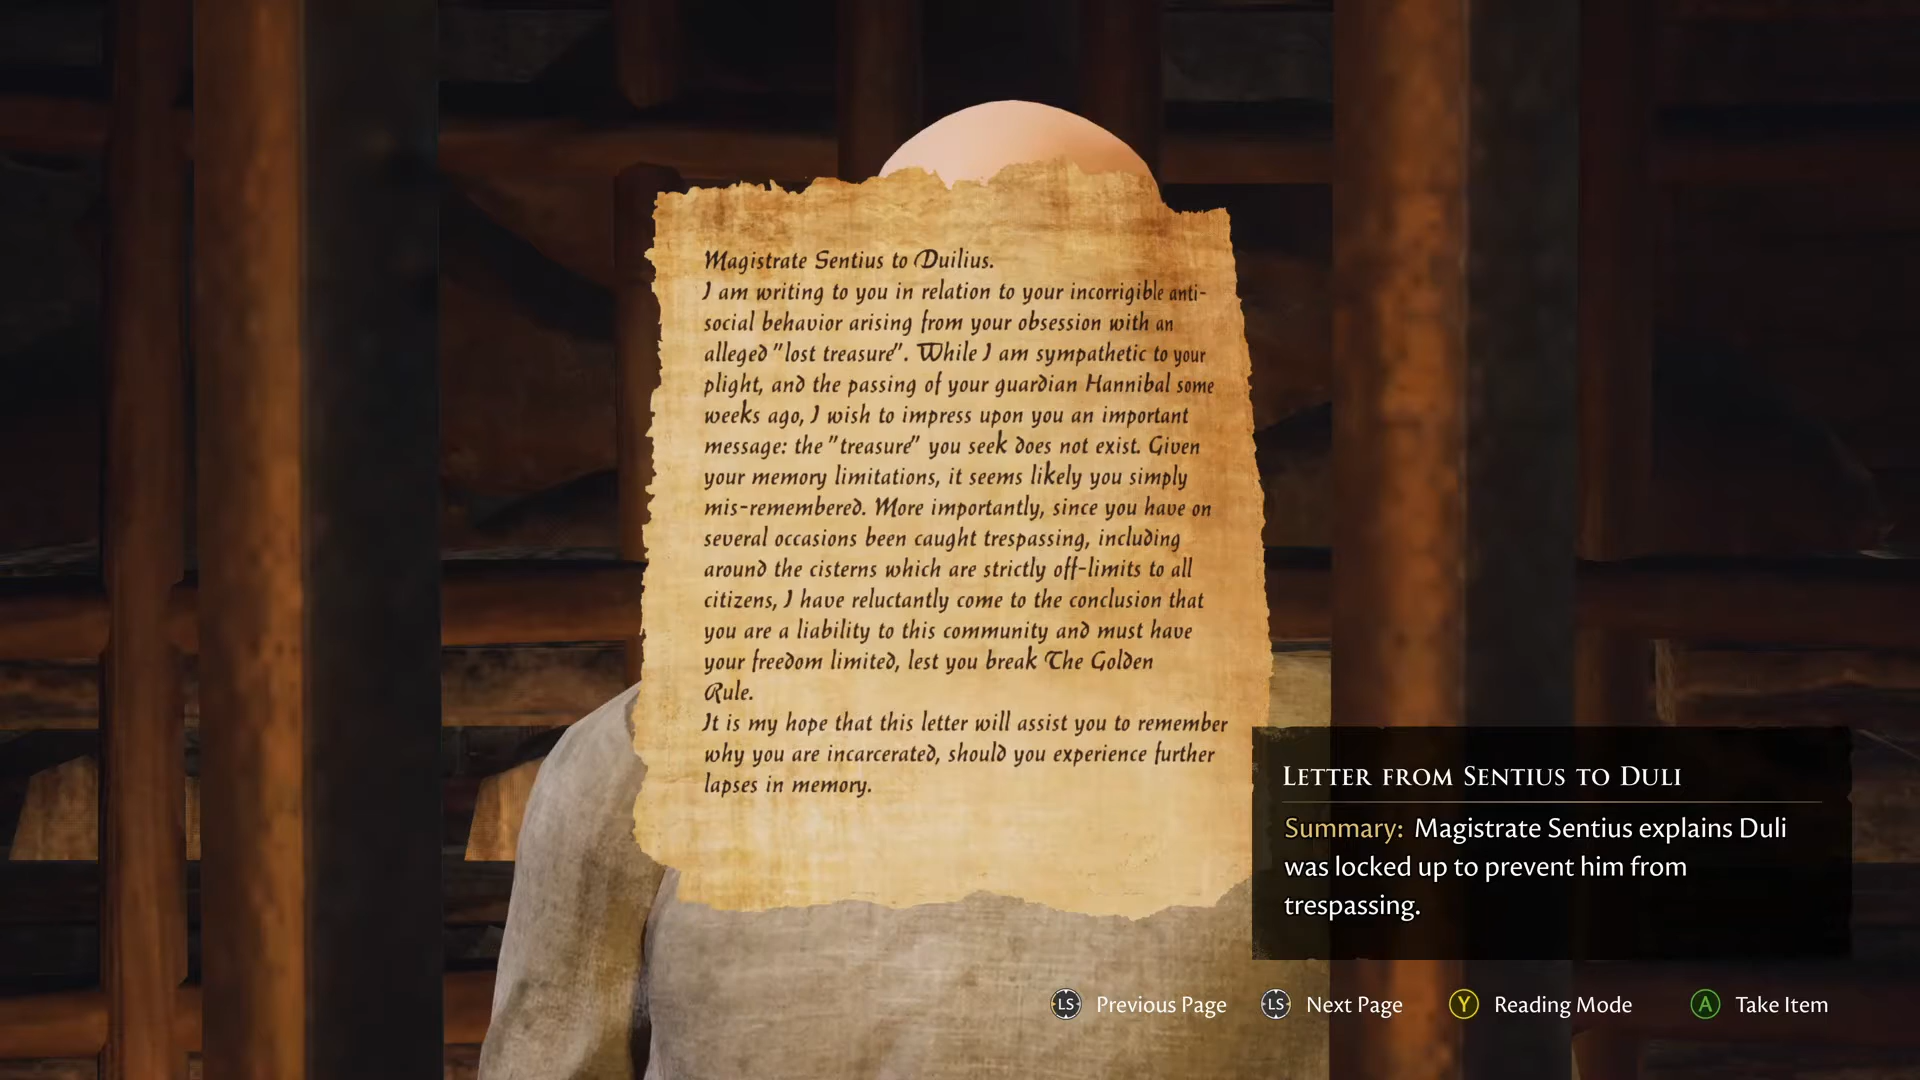 Magistrate Sentius to Duilius.
I am writing to you in relation to your incorrigible anti-
social behavior arising from your obsession with an
alleged "lost treasure". While I am sympathetic to your
plight, and the passing of your guardian Hannibal some
weeks ago, I wish to impress upon you an important
message: the "treasure" you seek does not exist. Given
your memory limitations, it seems likely you simply
mis-remembered. More importantly, since you have on
several occasions been caught trespassing, including
around the cisterns which are strictly off-limits to all
citizens, I have reluctantly come to the conclusion that
you are a liability to this community and must have
your freedom limited, lest you break The Golden
Rule.
It is my hope that this letter will assist you to remember
why you are incarcerated, should you experience further
lapses in memory.
Letter from Sentius to Duli
Summary: Magistrate Sentius explains Duli
was locked up to prevent him from
trespassing.
LS Previous Page LS Next Page Y Reading Mode A Take Item